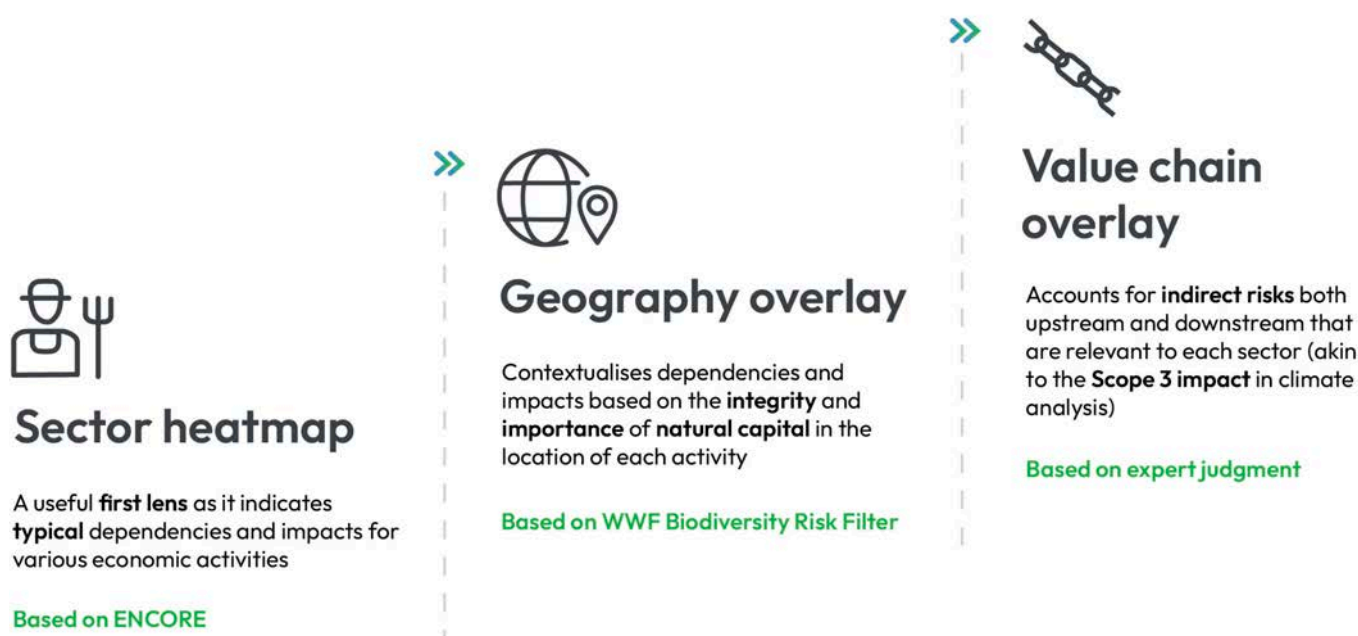 Sector heatmap
A useful first lens as it indicates
typical dependencies and impacts for
various economic activities
Based on ENCORE
Geography overlay
Contextualises dependencies and
impacts based on the integrity and
importance of natural capital in the
location of each activity
Based on WWF Biodiversity Risk Filter
Value chain
overlay
Accounts for indirect risks both
upstream and downstream that
are relevant to each sector (akin
to the Scope 3 impact in climate
analysis)
Based on expert judgment